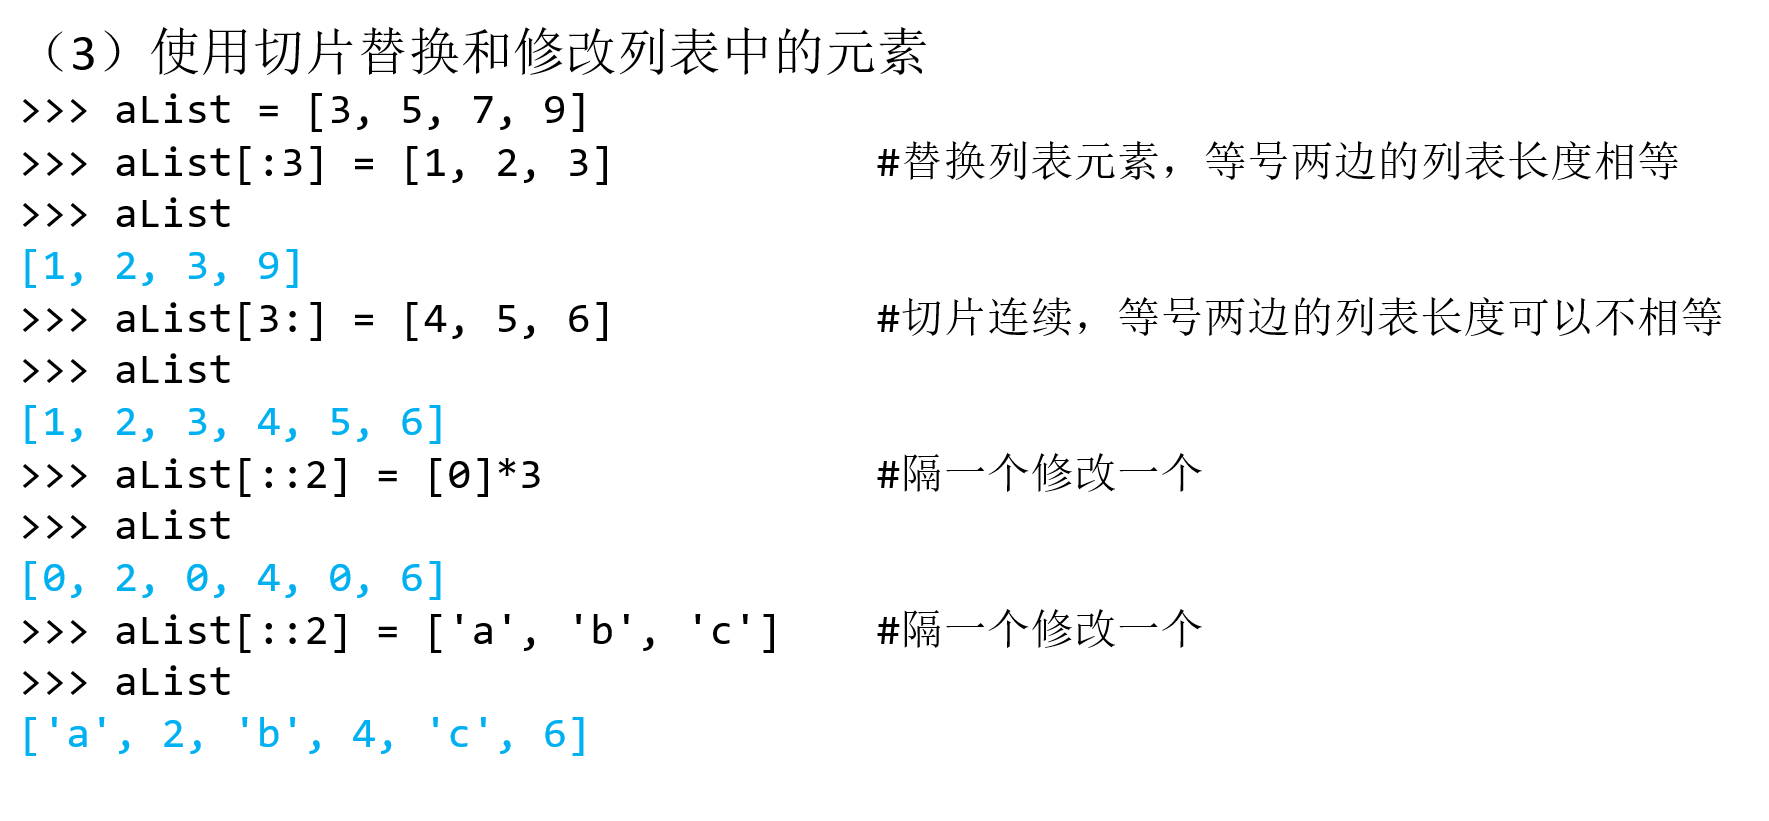 （3）使用切片替换和修改列表中的元素
>>> aList = [3, 5, 7, 9]
>>> aList[:3] = [1, 2, 3] #替换列表元素，等号两边的列表长度相等
>>> aList
[1, 2, 3, 9]
>>> aList[3:] = [4, 5, 6] #切片连续，等号两边的列表长度可以不相等
>>> aList
[1, 2, 3, 4, 5, 6]
>>> aList[::2] = [0]*3 #隔一个修改一个
>>> aList
[0, 2, 0, 4, 0, 6]
>>> aList[::2] = ['a', 'b', 'c'] #隔一个修改一个
>>> aList
['a', 2, 'b', 4, 'c', 6]